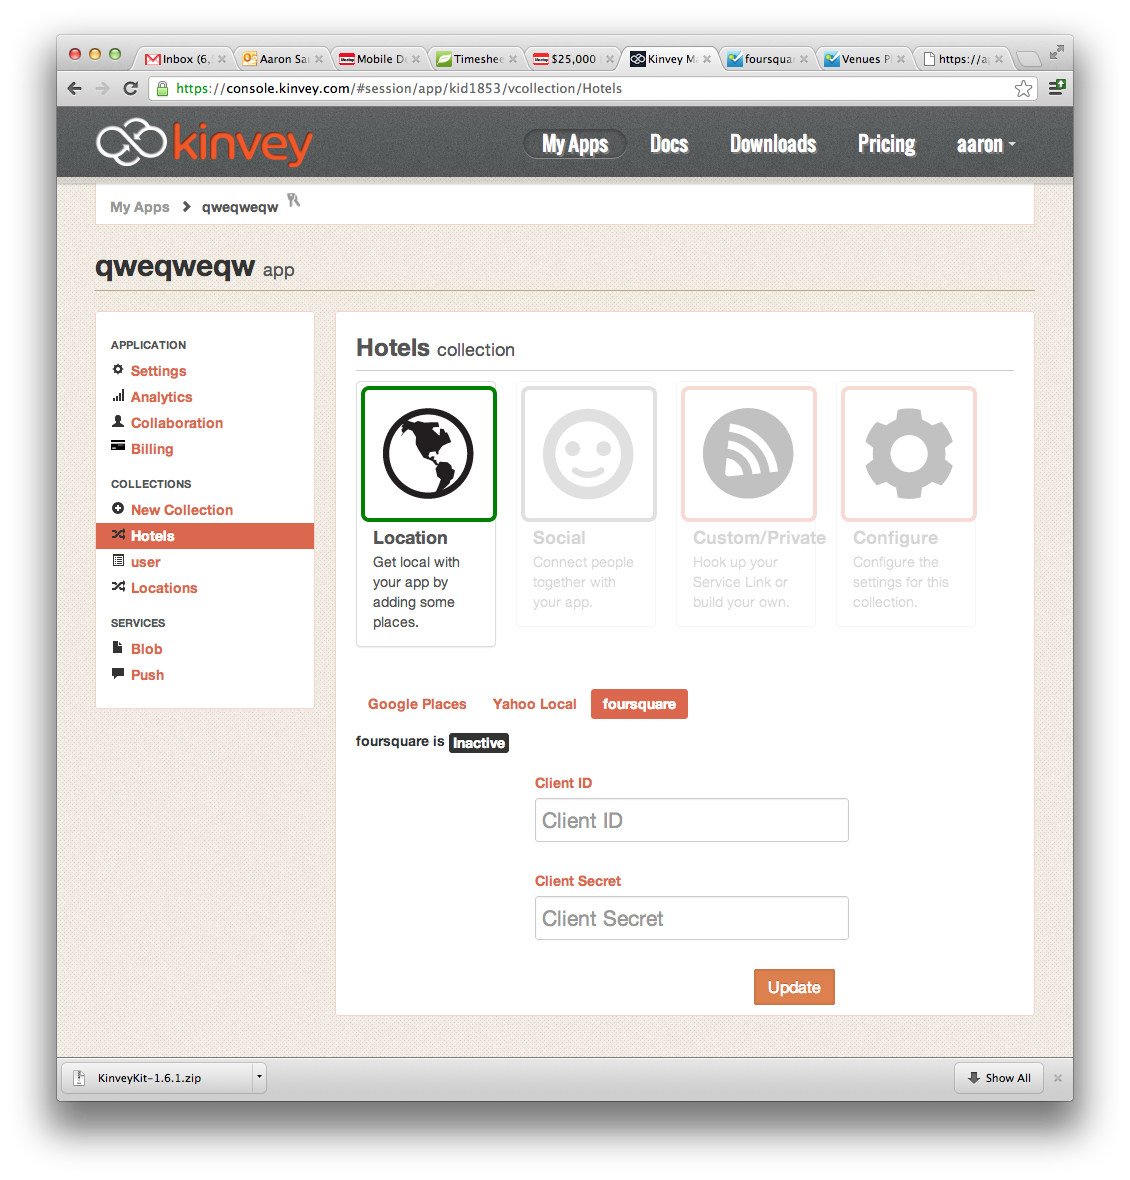 Inbox (6,
Aaron Sau
Mobile De
Timeshee
$25,000
Kinvey Ma
foursqua
Venues Pl
https://a
https://console.kinvey.com/#session/app/kid1853/vcollection/Hotels
kinvey
My Apps
Docs
Downloads
Pricing
aaron
My Apps
qweqweqw
qweqweqw app
APPLICATION
Settings
Analytics
Collaboration
Billing
COLLECTIONS
New Collection
Hotels
user
Locations
SERVICES
Blob
Push
Hotels collection
Location
Get local with
your app by
adding some
places.
Social
Connect people
together with
your app.
Custom/Private
Hook up your
Service Link or
build your own.
Configure
Configure the
settings for this
collection.
Google Places
Yahoo Local
foursquare
foursquare is Inactive
Client ID
Client ID
Client Secret
Client Secret
Update
KinveyKit-1.6.1.zip
Show All